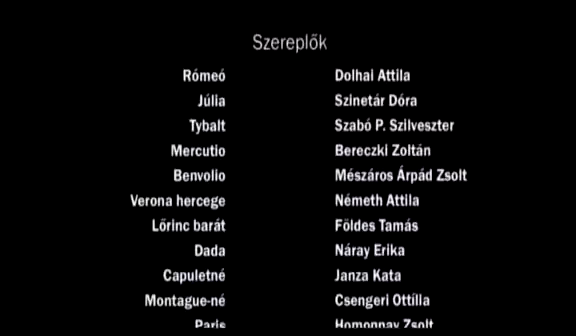 Szereplők
Rómeó Dolhai Attila
Júlia Szinetár Dóra
Tybalt Szabó P. Szilveszter
Mercutio Bereczki Zoltán
Benvolio Mészáros Árpád Zsolt
Verona hercege Németh Attila
Lőrinc barát Földes Tamás
Dada Náray Erika
Capuletné Janza Kata
Montague-né Csengeri Ottília
Paris Homonnay Zsolt